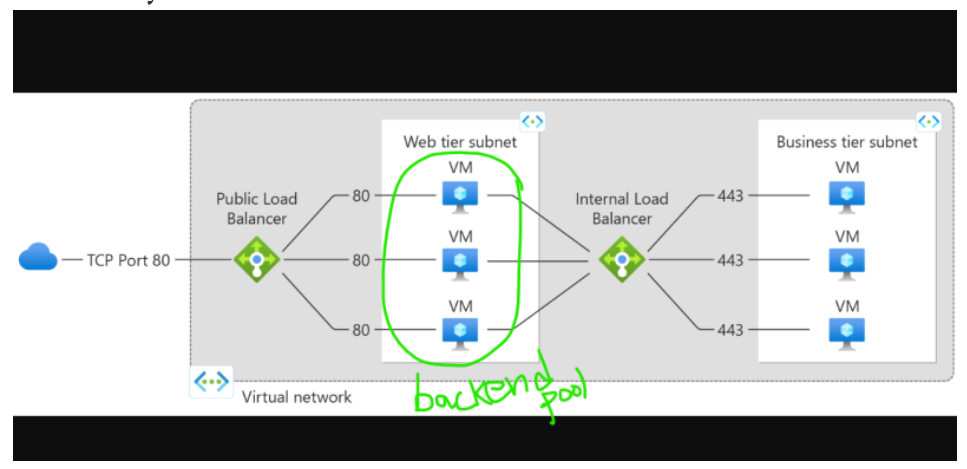 Web tier subnet
Business tier subnet
VM
VM
Public Load
Balancer
80
Internal Load
Balancer
443
VM
VM
TCP Port 80
80
443
VM
VM
80
443
Virtual network
backend
pool